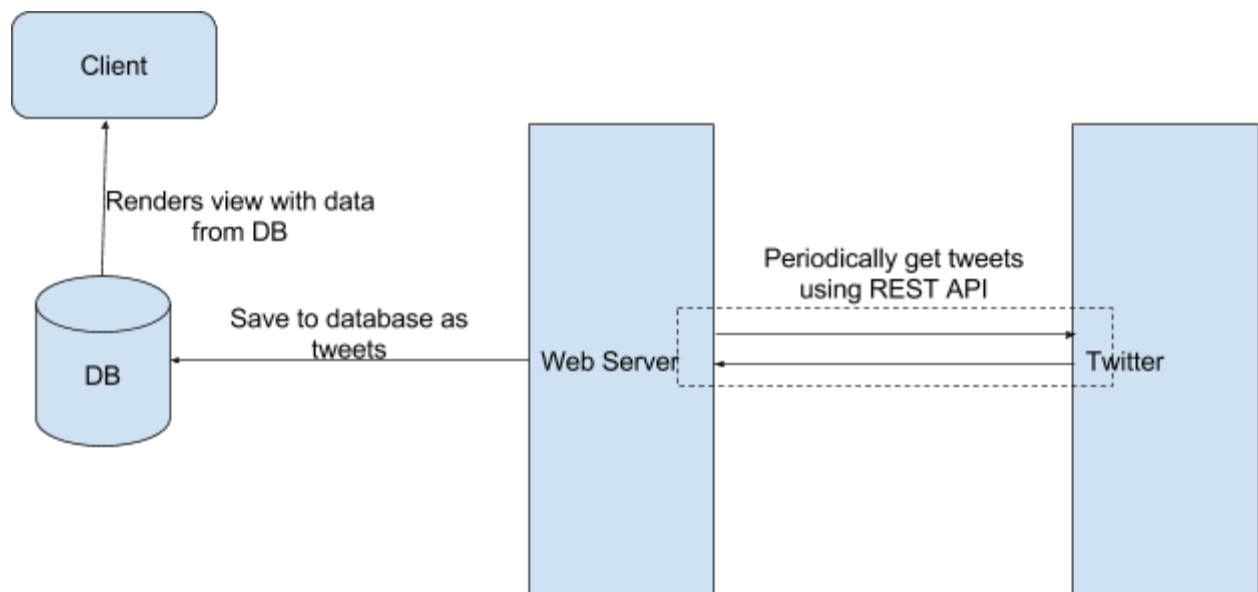 Client
Renders view with data
from DB
DB
Save to database as
tweets
Web Server
Periodically get tweets
using REST API
Twitter